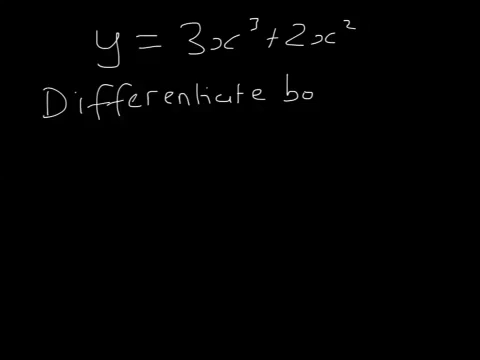 y = 3x³ + 2x²
Differentiate bo